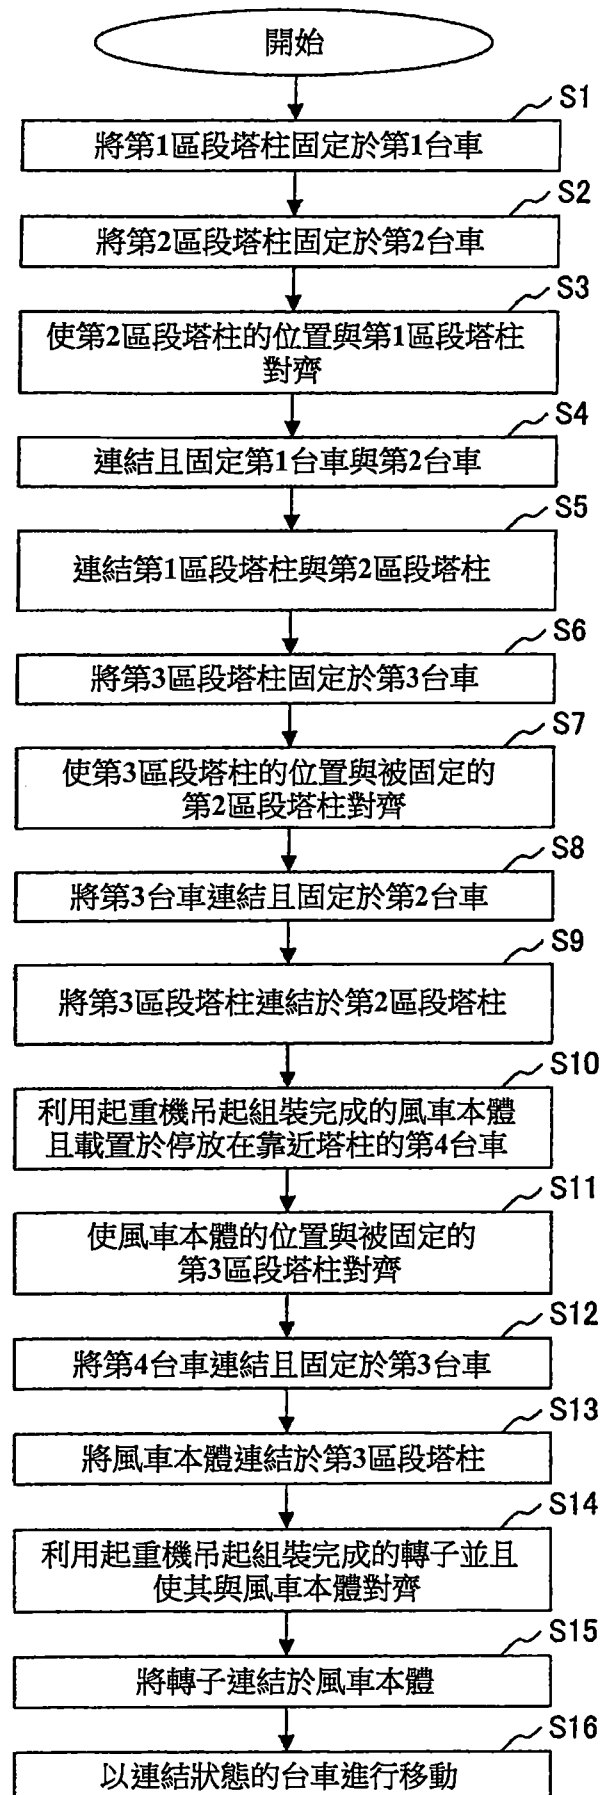 開始
S1
將第1區段塔柱固定於第1台車
S2
將第2區段塔柱固定於第2台車
S3
使第2區段塔柱的位置與第1區段塔柱
對齊
S4
連結且固定第1台車與第2台車
S5
連結第1區段塔柱與第2區段塔柱
S6
將第3區段塔柱固定於第3台車
S7
使第3區段塔柱的位置與被固定的
第2區段塔柱對齊
S8
將第3台車連結且固定於第2台車
S9
將第3區段塔柱連結於第2區段塔柱
S10
利用起重機吊起組裝完成的風車本體
且載置於停放在靠近塔柱的第4台車
S11
使風車本體的位置與被固定的
第3區段塔柱對齊
S12
將第4台車連結且固定於第3台車
S13
將風車本體連結於第3區段塔柱
S14
利用起重機吊起組裝完成的轉子並且
使其與風車本體對齊
S15
將轉子連結於風車本體
S16
以連結狀態的台車進行移動